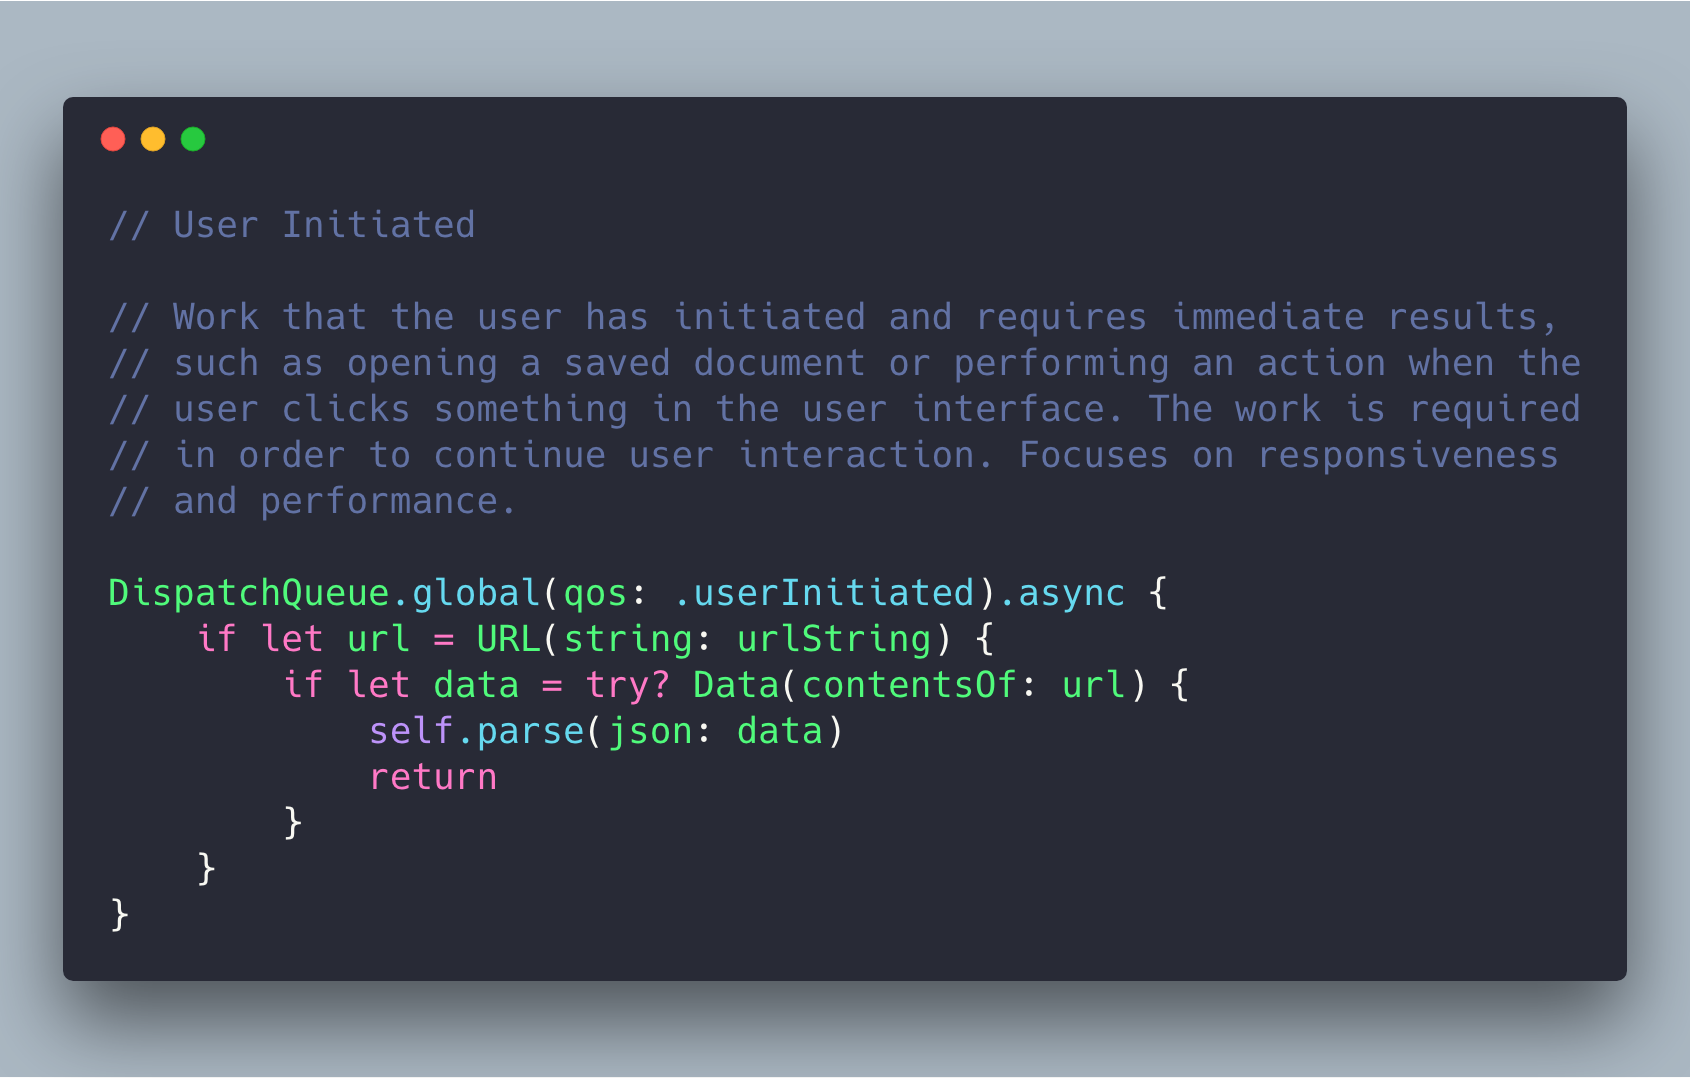 // User Initiated
// Work that the user has initiated and requires immediate results,
// such as opening a saved document or performing an action when the
// user clicks something in the user interface. The work is required
// in order to continue user interaction. Focuses on responsiveness
// and performance.
DispatchQueue.global(qos: .userInitiated).async {
    if let url = URL(string: urlString) {
        if let data = try? Data(contentsOf: url) {
            self.parse(json: data)
            return
        }
    }
}